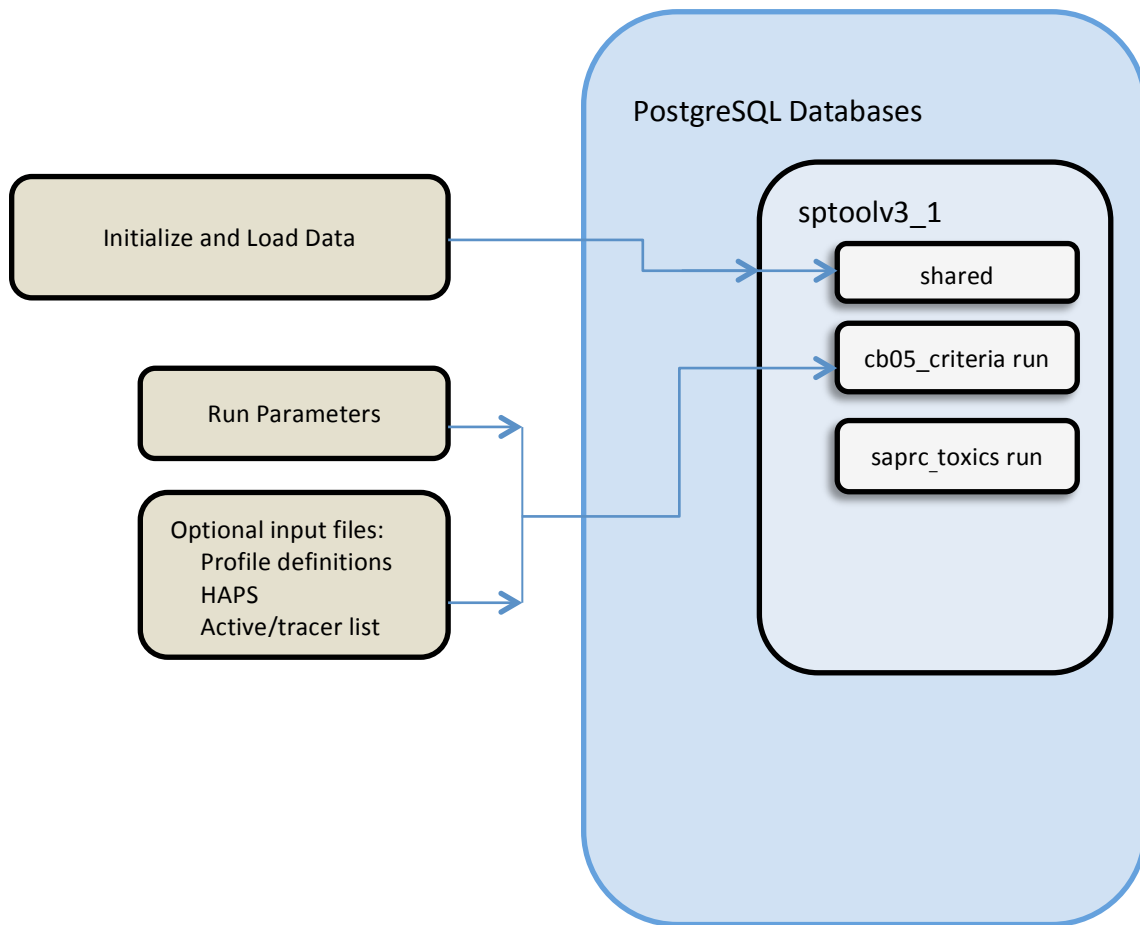 PostgreSQL Databases
sptoolv3_1
Initialize and Load Data
shared
cb05_criteria run
Run Parameters
saprc_toxics run
Optional input files:
Profile definitions
HAPS
Active/tracer list